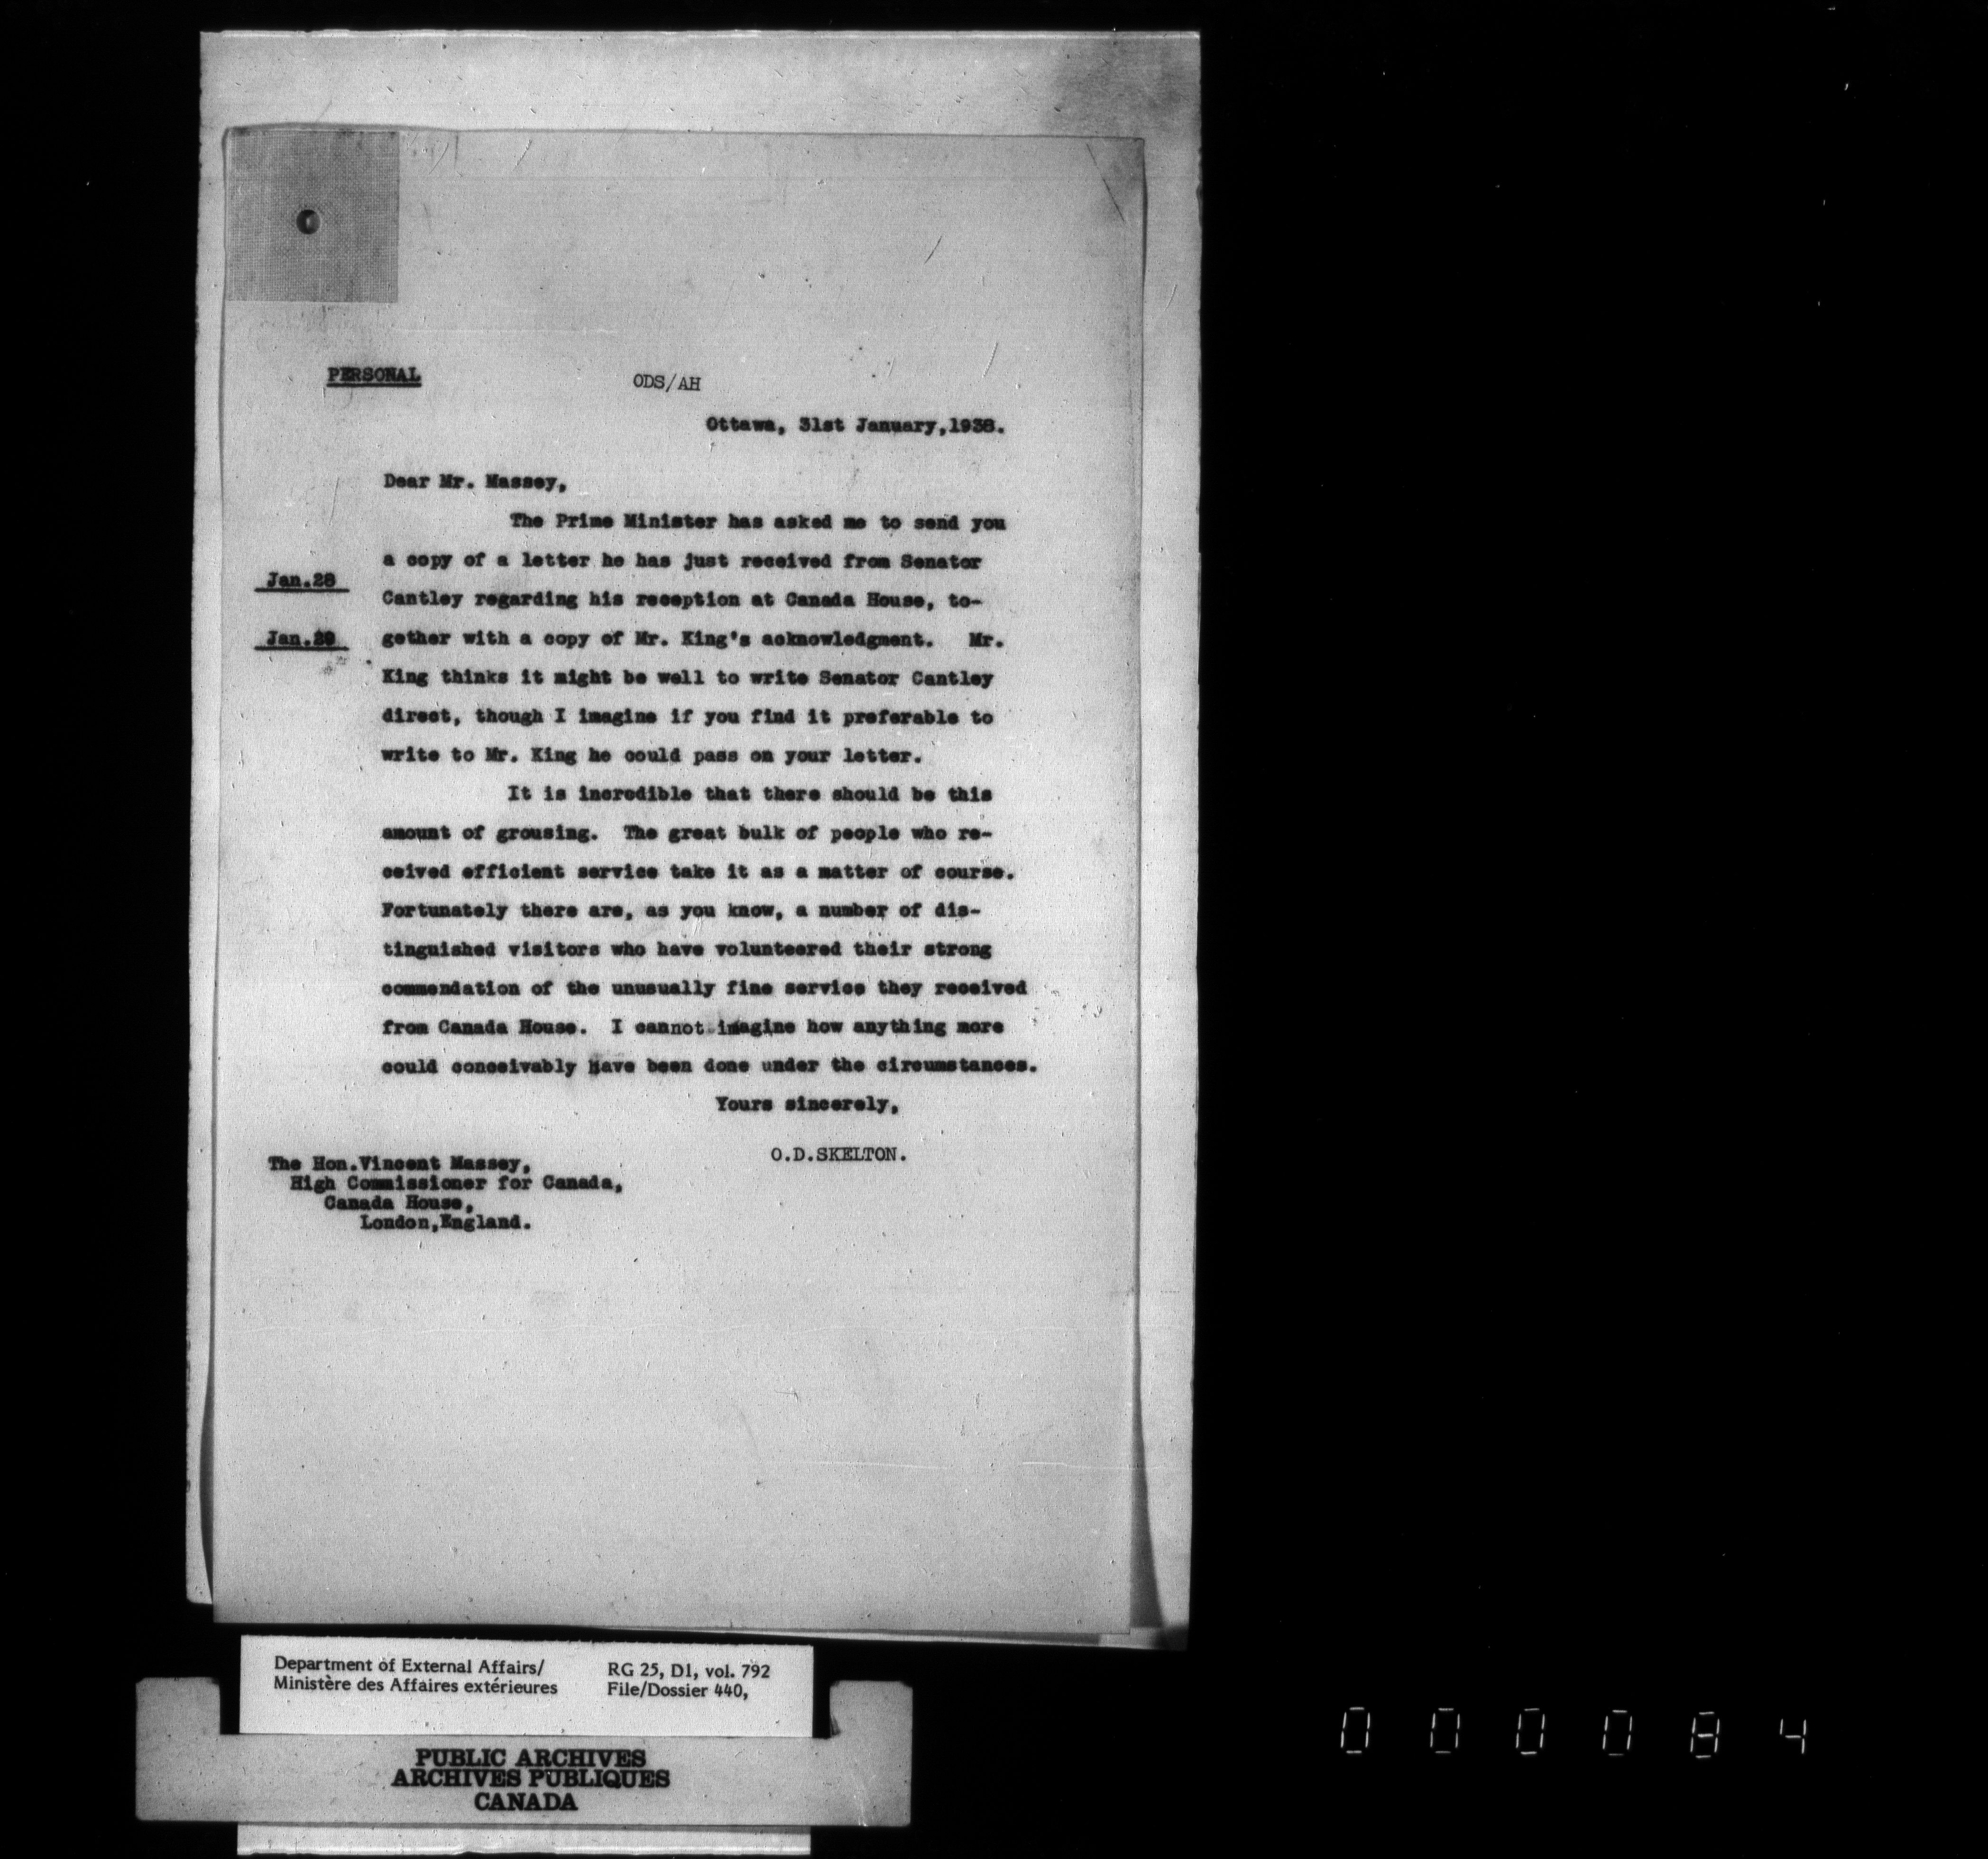 PERSONAL
ODS/AH
Ottawa, 31st January,1938.
Dear Mr. Massey,
The Prime Minister has asked me to send you
a copy of a letter he has just received from Senator
Jan.28
Cantley regarding his reception at Canada House, to-
Jan.29
gether with a copy of Mr. King's acknowledgment. Mr.
King thinks it might be well to write Senator Cantley
direct, though I imagine if you find it preferable to
write to Mr. King he could pass on your letter.
It is incredible that there should be this
amount of grousing. The great bulk of people who re-
ceived efficient service take it as a matter of course.
Fortunately there are, as you know, a number of dis-
tinguished visitors who have volunteered their strong
commendation of the unusually fine service they received
from Canada House. I cannot imagine how anything more
could conceivably have been done under the circumstances.
Yours sincerely,
O.D.SKELTON.
The Hon.Vincent Massey,
High Commissioner for Canada,
Canada House,
London,England.
Department of External Affairs/
Ministère des Affaires extérieures
RG 25, D1, vol. 792
File/Dossier 440,
PUBLIC ARCHIVES
ARCHIVES PUBLIQUES
CANADA
000084